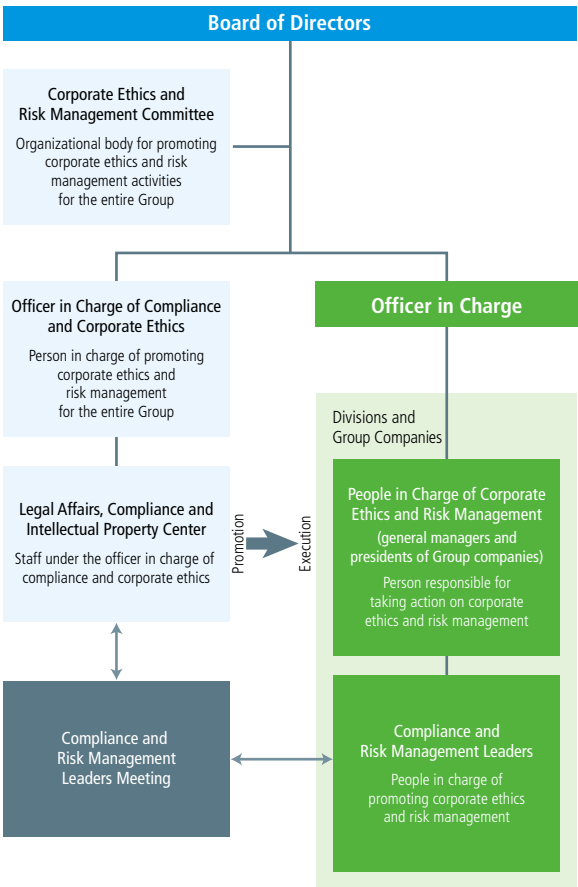 Board of Directors
Corporate Ethics and
Risk Management Committee
Organizational body for promoting
corporate ethics and risk
management activities
for the entire Group
Officer in Charge of Compliance
and Corporate Ethics
Person in charge of promoting
corporate ethics and
risk management
for the entire Group
Officer in Charge
Legal Affairs, Compliance and
Intellectual Property Center
Staff under the officer in charge of
compliance and corporate ethics
Promotion
Execution
Divisions and
Group Companies
People in Charge of Corporate
Ethics and Risk Management
(general managers and
presidents of Group companies)
Person responsible for
taking action on corporate
ethics and risk management
Compliance and
Risk Management
Leaders Meeting
Compliance and
Risk Management Leaders
People in charge of
promoting corporate ethics
and risk management